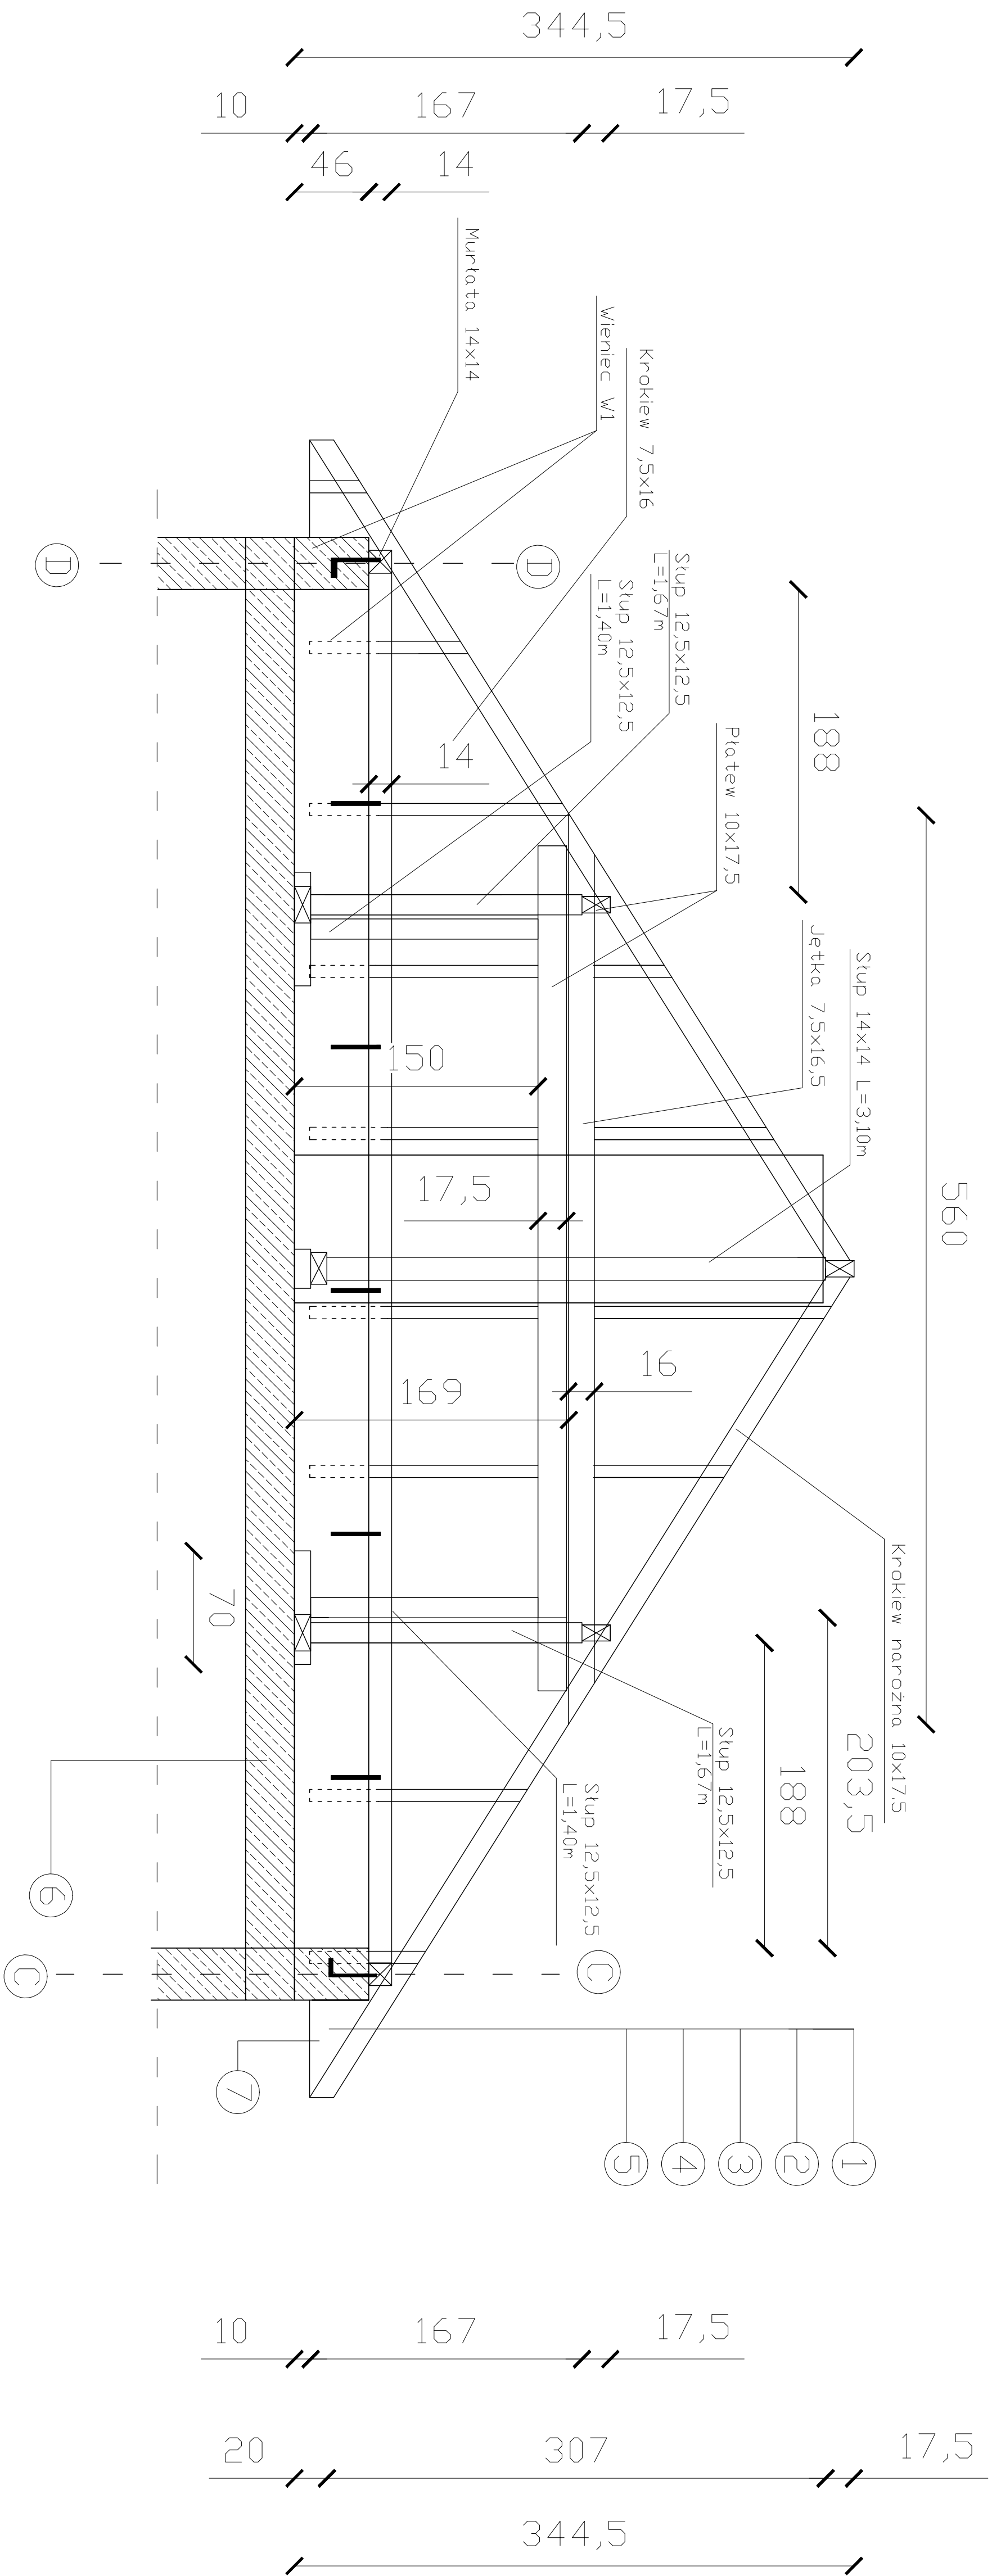 344,5
10
167
17,5
46
14
Murłata 14x14
Wieniec W1
Krokiew 7,5x16
Słup 12,5x12,5
L=1,67m
Słup 12,5x12,5
L=1,40m
188
14
Płatew 10x17,5
Jętka 7,5x16,5
Słup 14x14 L=3,10m
D
D
150
17,5
560
16
169
70
Krokiew narożna 10x17,5
203,5
188
Słup 12,5x12,5
L=1,67m
Słup 12,5x12,5
L=1,40m
6
C
C
7
5
4
3
2
1
10
167
17,5
20
307
17,5
344,5